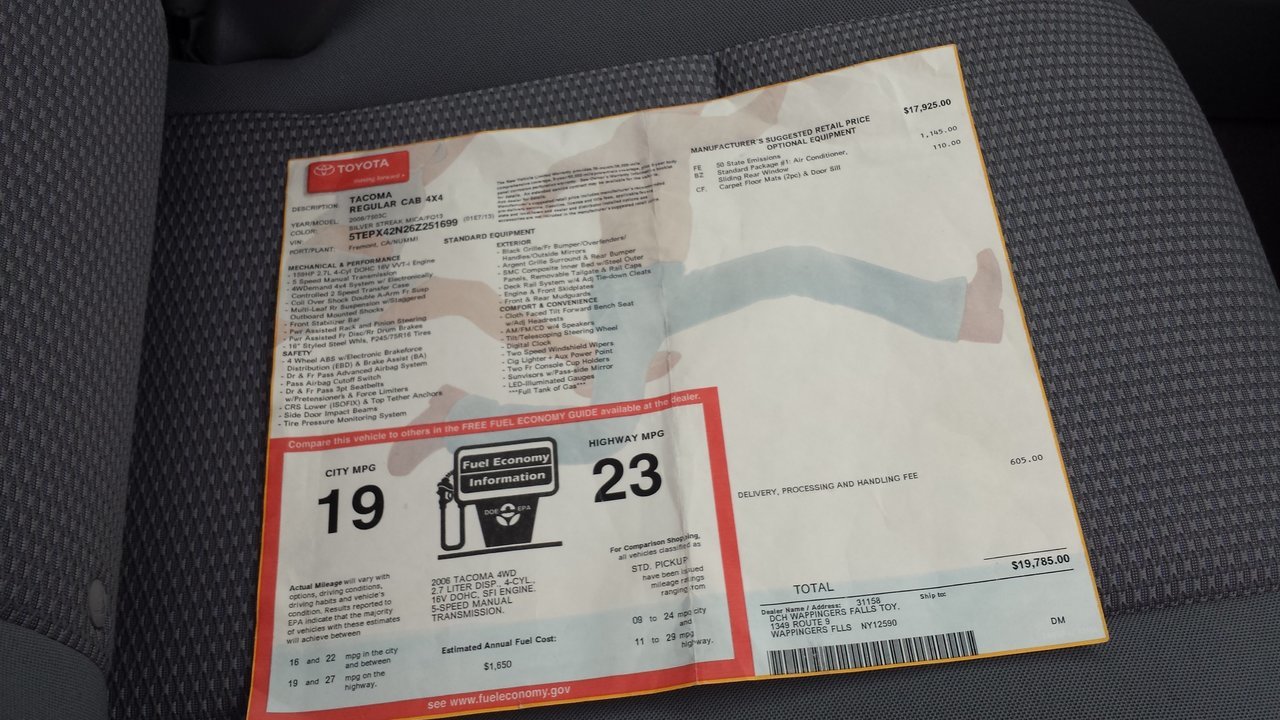 TOYOTA
moving forward
DESCRIPTION: TACOMA
REGULAR CAB 4X4
YEAR/MODEL: 2006/7503C
COLOR: SILVER STREAK MICA/FG13 (01E7/13)
VIN: 5TEPX42N26Z251699
PORT/PLANT: Fremont, CA/NUMMI
STANDARD EQUIPMENT
MECHANICAL & PERFORMANCE
- 159HP 2.7L 4-Cyl DOHC 16V VVT-i Engine
- 5 Speed Manual Transmission
- 4WDemand 4x4 System w/ Electronically
Controlled 2 Speed Transfer Case
- Coil Over Shock Double A-Arm Fr Susp
- Multi-Leaf Rr Suspension w/Staggered
Outboard Mounted Shocks
- Front Stabilizer Bar
- Pwr Assisted Rack and Pinion Steering
- Pwr Assisted Fr Disc/Rr Drum Brakes
- 16" Styled Steel Whls, P245/75R16 Tires
SAFETY
- 4 Wheel ABS w/Electronic Brakeforce
Distribution (EBD) & Brake Assist (BA)
- Dr & Fr Pass Advanced Airbag System
- Pass Airbag Cutoff Switch
- Dr & Fr Pass 3pt Seatbelts
w/Pretensioners & Force Limiters
- CRS Lower (ISOFIX) & Top Tether Anchors
- Side Door Impact Beams
- Tire Pressure Monitoring System
EXTERIOR
- Black Grille/Fr Bumper/Overfenders/
Handles/Outside Mirrors
- Argent Grille Surround & Rear Bumper
- SMC Composite Inner Bed w/Steel Outer
Panels, Removable Tailgate & Rail Caps
- Deck Rail System w/4 Adj Tie-down Cleats
- Engine & Front Skidplates
- Front & Rear Mudguards
COMFORT & CONVENIENCE
- Cloth Faced Tilt Forward Bench Seat
w/Adj Headrests
- AM/FM/CD w/4 Speakers
- Tilt/Telescoping Steering Wheel
- Digital Clock
- Two Speed Windshield Wipers
- Cig Lighter + Aux Power Point
- Two Fr Console Cup Holders
- Sunvisors w/Pass-side Mirror
- LED-Illuminated Gauges
***Full Tank of Gas***
MANUFACTURER'S SUGGESTED RETAIL PRICE $17,925.00
OPTIONAL EQUIPMENT
FE 50 State Emissions
BZ Standard Package #1: Air Conditioner, 1,145.00
Sliding Rear Window
CF. Carpet Floor Mats (2pc) & Door Sill 110.00
DELIVERY, PROCESSING AND HANDLING FEE 605.00
TOTAL $19,785.00
Dealer Name / Address: 31158 Ship to:
DCH WAPPINGERS FALLS TOY.
1349 ROUTE 9
WAPPINGERS FLLS NY12590
DM
Compare this vehicle to others in the FREE FUEL ECONOMY GUIDE available at the dealer.
CITY MPG
19
Fuel Economy
Information
DOE EPA
HIGHWAY MPG
23
Actual Mileage will vary with
options, driving conditions,
driving habits and vehicle's
condition. Results reported to
EPA indicate that the majority
of vehicles with these estimates
will achieve between
16 and 22 mpg in the city
and between
19 and 27 mpg on the
highway.
2006 TACOMA 4WD
2.7 LITER DISP., 4-CYL.,
16V DOHC, SFI ENGINE.
5-SPEED MANUAL
TRANSMISSION.
Estimated Annual Fuel Cost:
$1,650
For Comparison Shopping,
all vehicles classified as
STD. PICKUP
have been issued
mileage ratings
ranging from
09 to 24 mpg city
11 to 29 mpg
highway.
see www.fueleconomy.gov